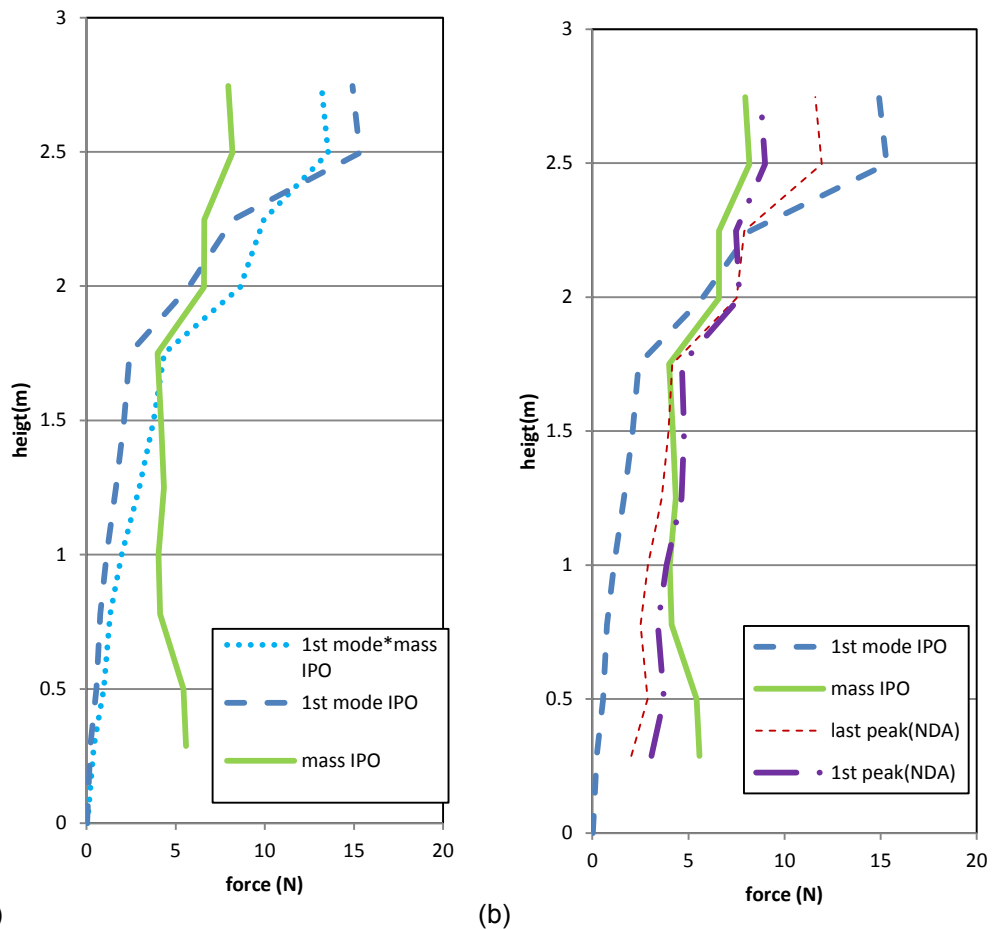 3
2.5
2
1.5
1
0.5
0
heigt(m)
0
5
10
15
20
force (N)
1st mode*mass
IPO
1st mode IPO
mass IPO
)
3
2.5
2
1.5
1
0.5
0
heigt(m)
0
5
10
15
20
force (N)
1st mode IPO
mass IPO
last peak(NDA)
1st peak(NDA)
(b)